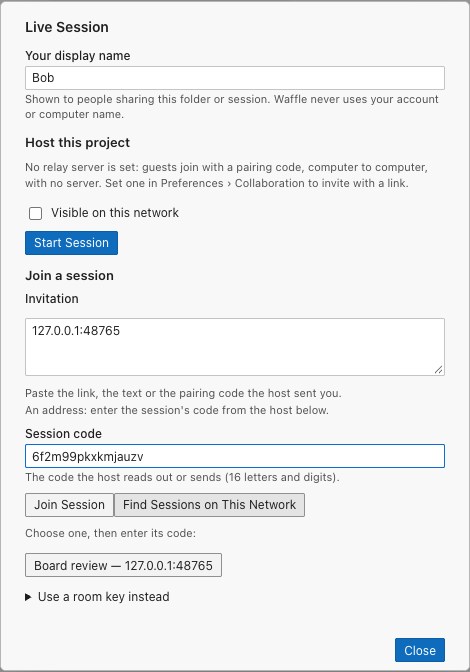 Live Session
Your display name
Bob
Shown to people sharing this folder or session. Waffle never uses your account
or computer name.
Host this project
No relay server is set: guests join with a pairing code, computer to computer,
with no server. Set one in Preferences › Collaboration to invite with a link.
Visible on this network
Start Session
Join a session
Invitation
127.0.0.1:48765
Paste the link, the text or the pairing code the host sent you.
An address: enter the session's code from the host below.
Session code
6f2m99pkxkmjauzv
The code the host reads out or sends (16 letters and digits).
Join Session Find Sessions on This Network
Choose one, then enter its code:
Board review — 127.0.0.1:48765
Use a room key instead
Close